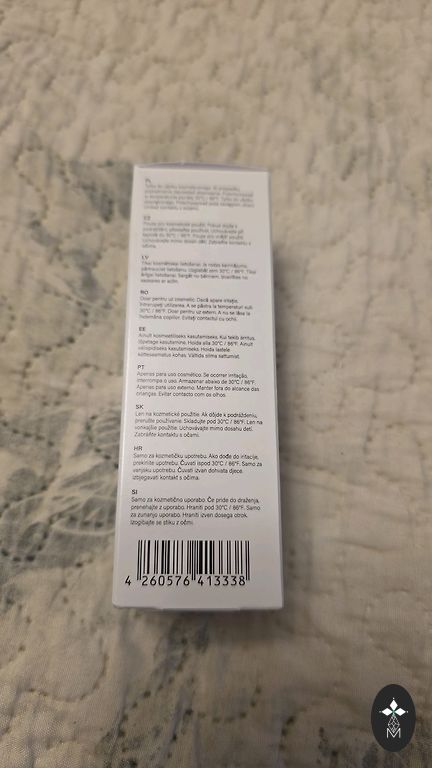 PL
CZ
Pouze pro kosmetické použití. Pokud dojde k
podráždění, přestaňte používat. Uchovávejte při
teplotě do 30°C / 86°F. Pouze pro vnější použití.
Uchovávejte mimo dosah dětí. Zabraňte kontaktu s
očima.
LV
Tikai kosmētiskai lietošanai. Ja rodas kairinājums,
pārtrauciet lietošanu. Uzglabāt zem 30°C / 86°F. Tikai
ārīgai lietošanai. Sargāt no bērniem. Izvairīties no
saskares ar acīm.
RO
Doar pentru uz cosmetic. Dacă apare iritație,
întrerupeți utilizarea. A se păstra la temperaturi sub
30°C / 86°F. Doar pentru uz extern. A nu se lăsa la
îndemâna copiilor. Evitați contactul cu ochii.
EE
Ainult kosmeetiliseks kasutamiseks. Kui tekib ärritus,
lõpetage kasutamine. Hoida alla 30°C / 86°F. Ainult
välispidiseks kasutamiseks. Hoida lastele
kättesaamatus kohas. Vältida silma sattumist.
PT
Apenas para uso cosmético. Se ocorrer irritação,
interrompa o uso. Armazenar abaixo de 30°C / 86°F.
Apenas para uso externo. Manter fora do alcance das
crianças. Evitar contacto com os olhos.
SK
Len na kozmetické použitie. Ak dôjde k podráždeniu,
prerušte používanie. Skladujte pod 30°C / 86°F. Len na
vonkajšie použitie. Uchovávajte mimo dosahu detí.
Zabráňte kontaktu s očami.
HR
Samo za kozmetičku upotrebu. Ako dođe do iritacije,
prekinite upotrebu. Čuvati ispod 30°C / 86°F. Samo za
vanjsku upotrebu. Čuvati izvan dohvata djece.
Izbjegavati kontakt s očima.
SI
Samo za kozmetično uporabo. Če pride do draženja,
prenehajte z uporabo. Hraniti pod 30°C / 86°F. Samo
za zunanjo uporabo. Hraniti izven dosega otrok.
Izogibajte se stiku z očmi.
4 260576 413338
M